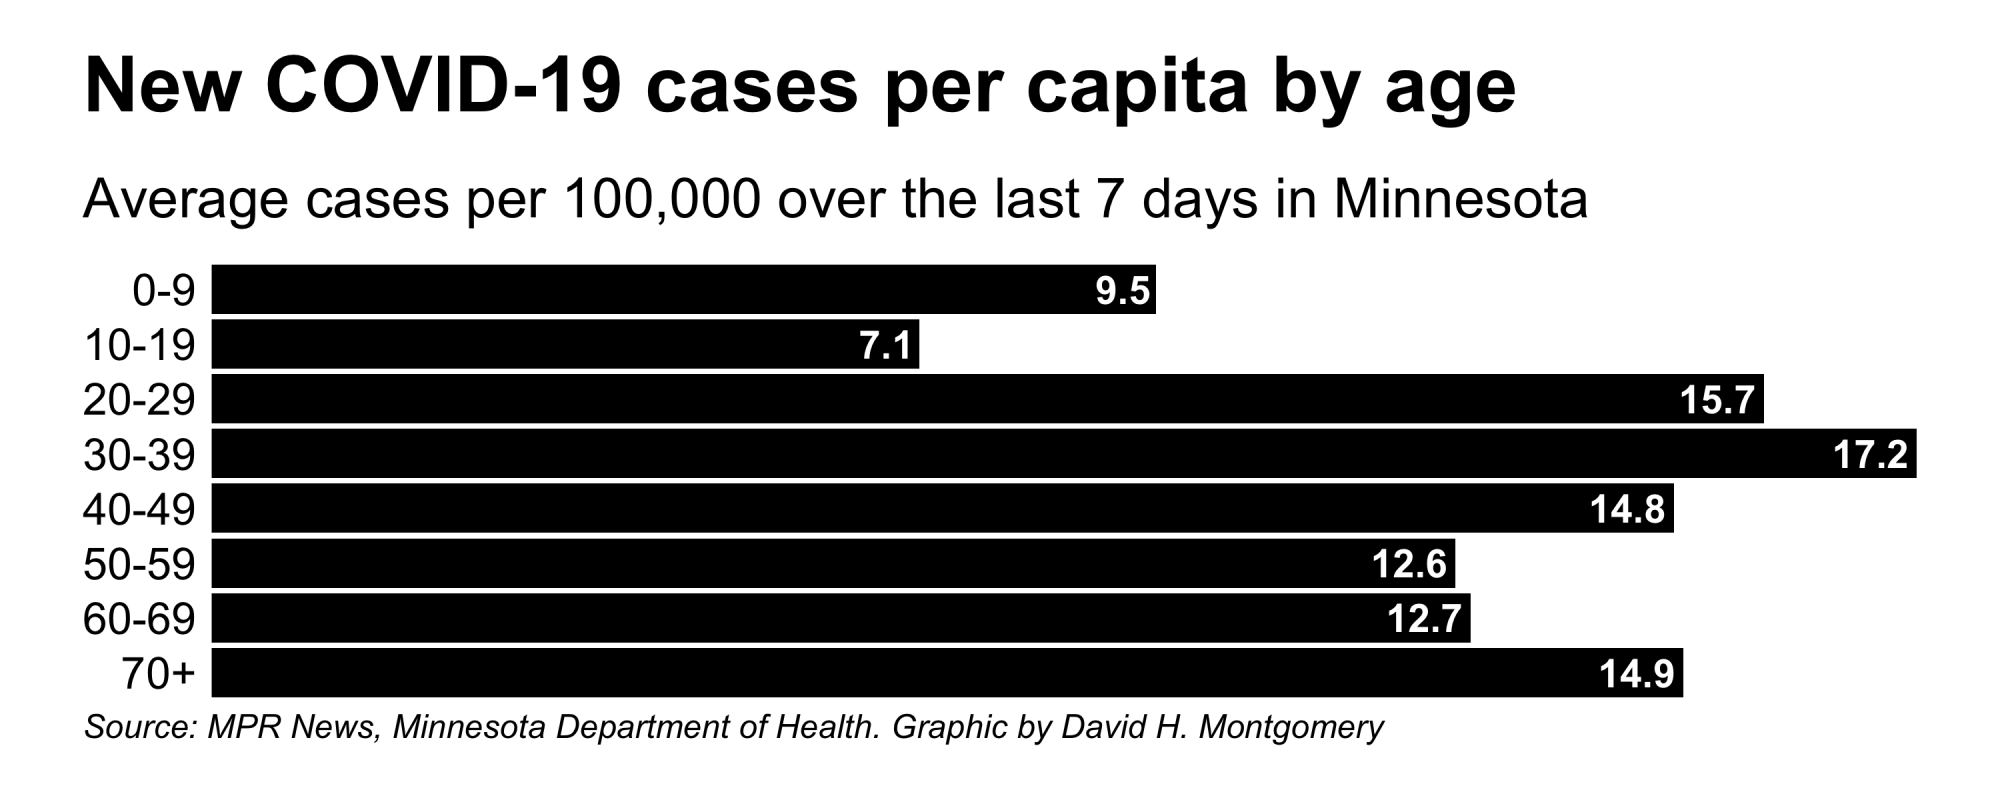 New COVID-19 cases per capita by age
Average cases per 100,000 over the last 7 days in Minnesota
0-9 9.5
10-19 7.1
20-29 15.7
30-39 17.2
40-49 14.8
50-59 12.6
60-69 12.7
70+ 14.9
Source: MPR News, Minnesota Department of Health. Graphic by David H. Montgomery